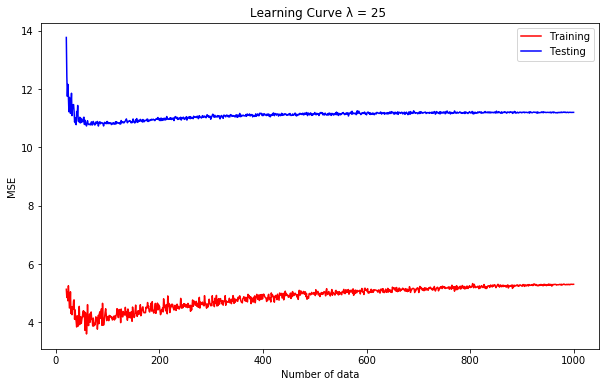 Learning Curve λ = 25
Training
Testing
14
12
10
8
6
4
MSE
0
200
400
600
800
1000
Number of data